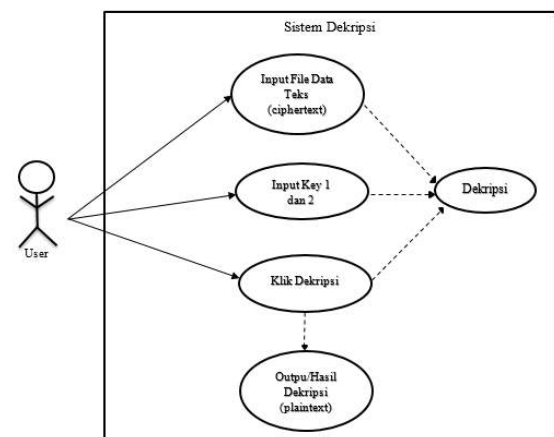 Sistem Dekripsi
Input File Data
Teks
(ciphertext)
Input Key 1
dan 2
Dekripsi
User
Klik Dekripsi
Outpu/Hasil
Dekripsi
(plaintext)